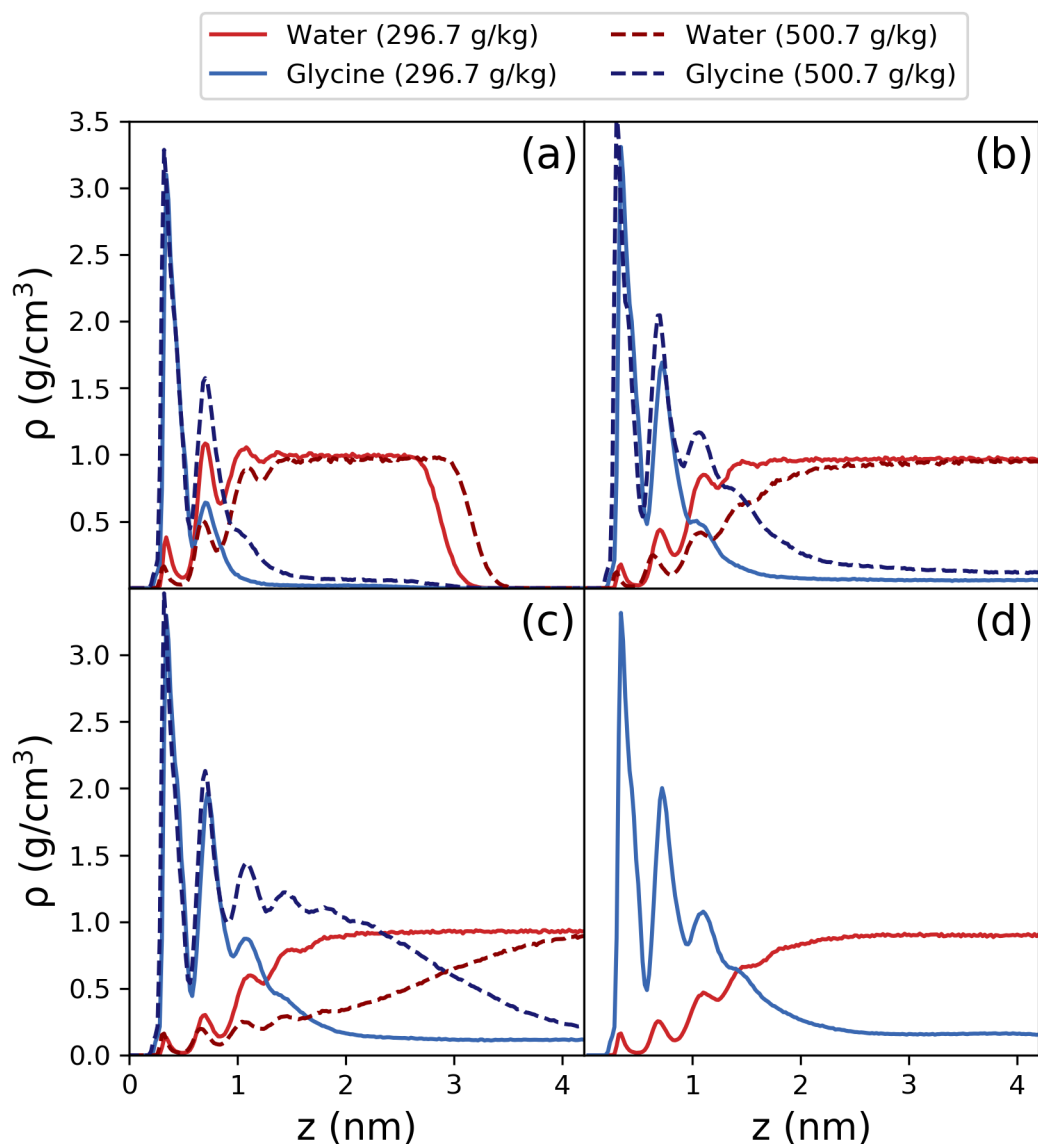 Water (296.7 g/kg) Water (500.7 g/kg)
Glycine (296.7 g/kg) Glycine (500.7 g/kg)
3.5
3.0
2.5
2.0
1.5
1.0
0.5
ρ (g/cm³)
(a)
(b)
3.0
2.5
2.0
1.5
1.0
0.5
0.0
ρ (g/cm³)
(c)
(d)
0 1 2 3 4 1 2 3 4
z (nm) z (nm)